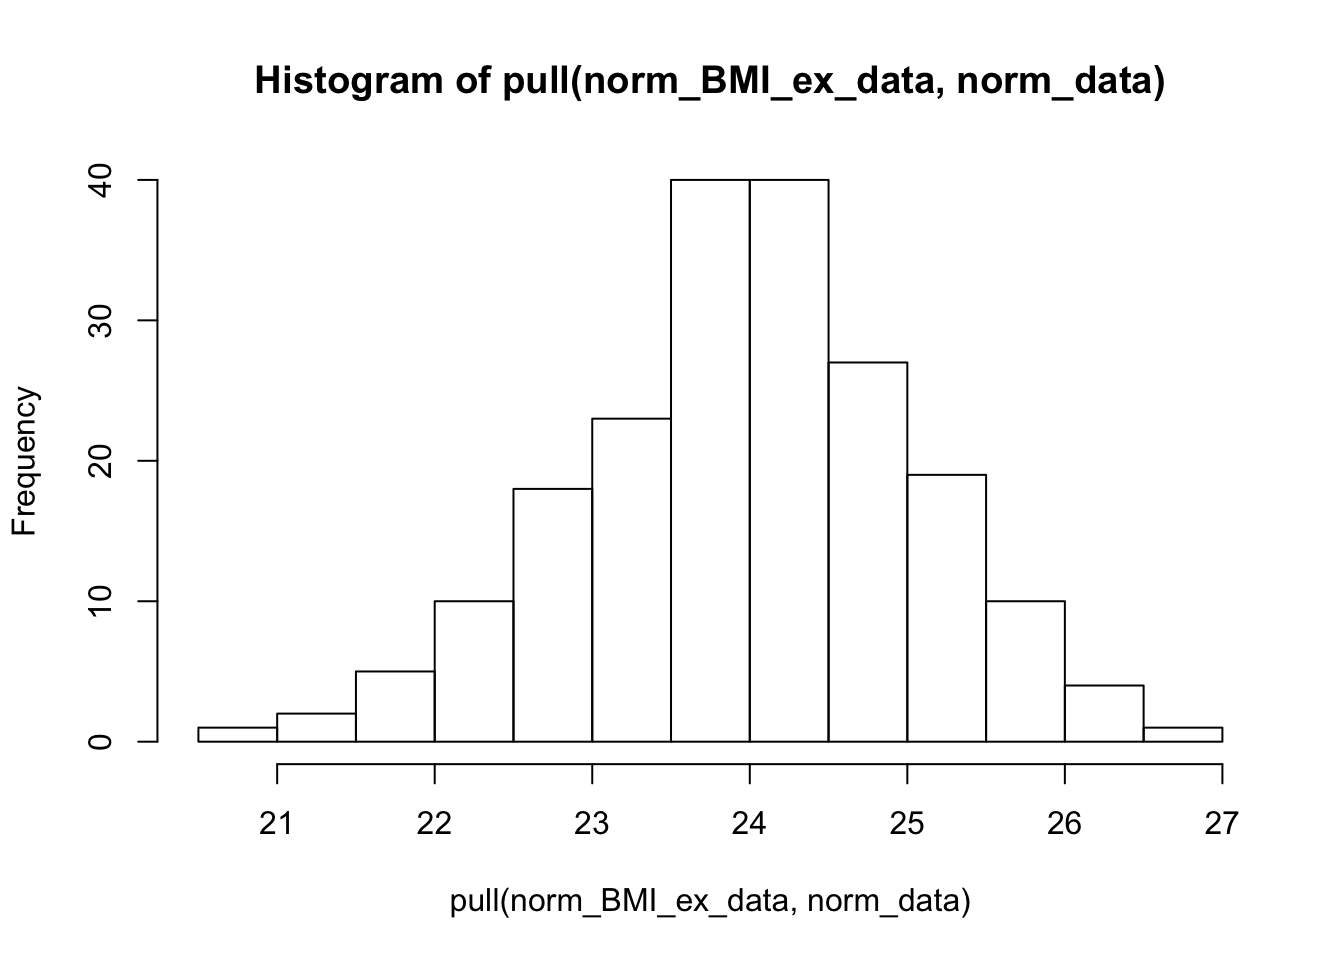 Histogram of pull(norm_BMI_ex_data, norm_data)
Frequency
40
30
20
10
0
21 22 23 24 25 26 27
pull(norm_BMI_ex_data, norm_data)